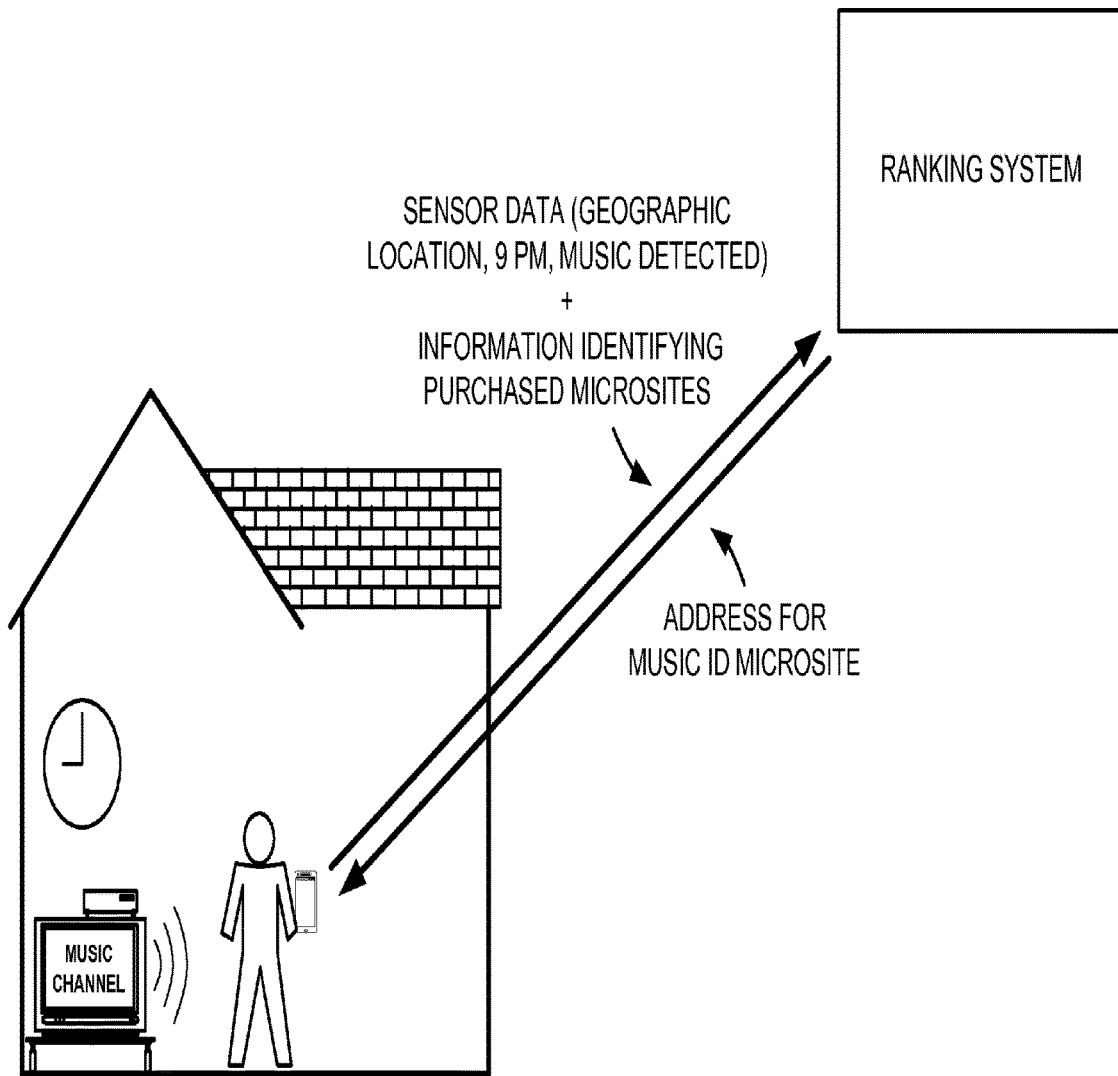 RANKING SYSTEM
SENSOR DATA (GEOGRAPHIC
LOCATION, 9 PM, MUSIC DETECTED)
+
INFORMATION IDENTIFYING
PURCHASED MICROSITES
ADDRESS FOR
MUSIC ID MICROSITE
MUSIC
CHANNEL